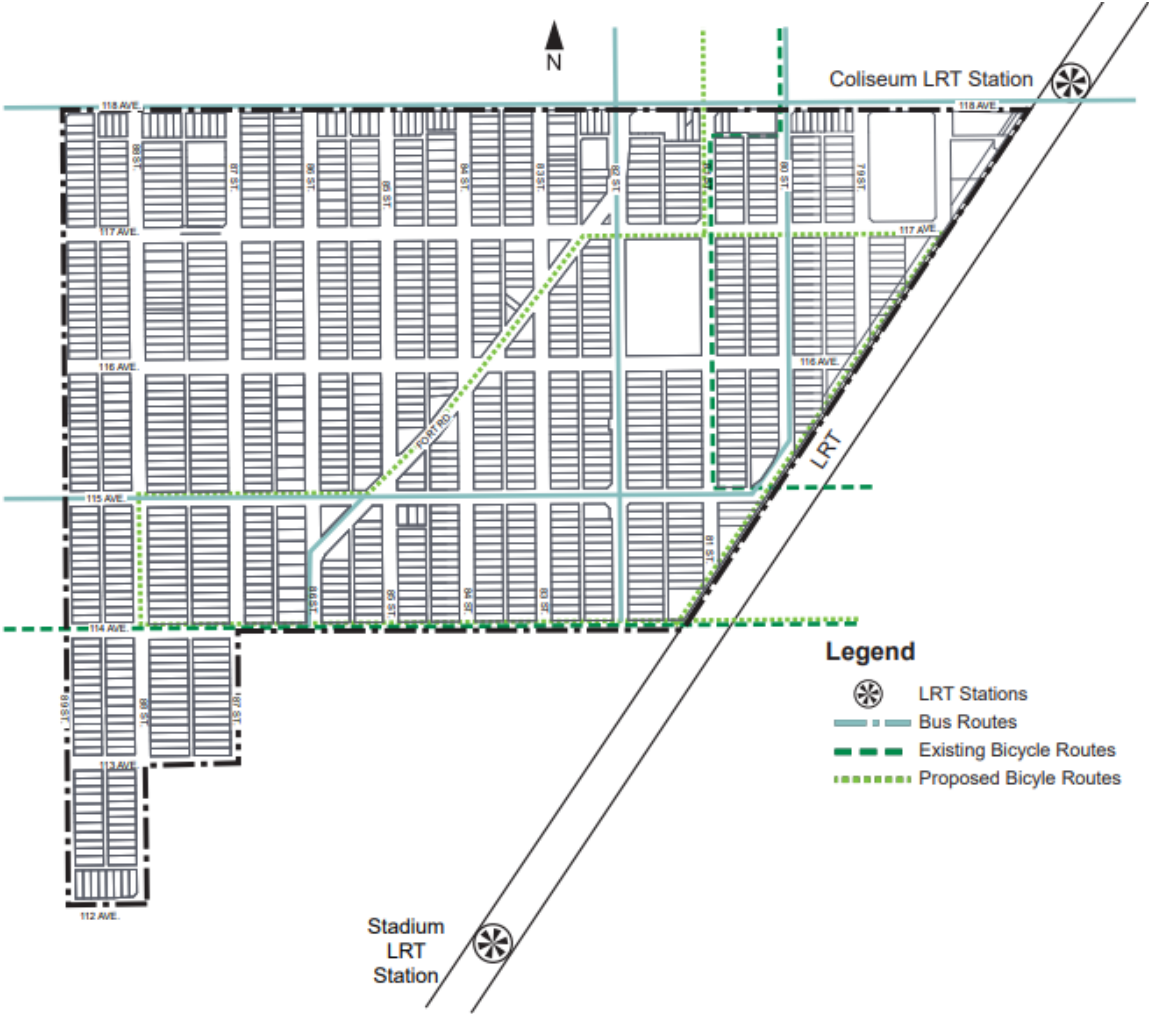 N
Coliseum LRT Station
118 AVE.
118 AVE.
88 ST.
87 ST.
86 ST.
85 ST.
84 ST.
83 ST.
82 ST.
80 ST.
79 ST.
117 AVE.
117 AVE.
116 AVE.
116 AVE.
FORT RD
LRT
115 AVE.
81 ST.
86 ST.
85 ST.
84 ST.
83 ST.
114 AVE.
89 ST.
88 ST.
87 ST.
113 AVE.
112 AVE.
Legend
LRT Stations
Bus Routes
Existing Bicycle Routes
Proposed Bicyle Routes
Stadium
LRT
Station